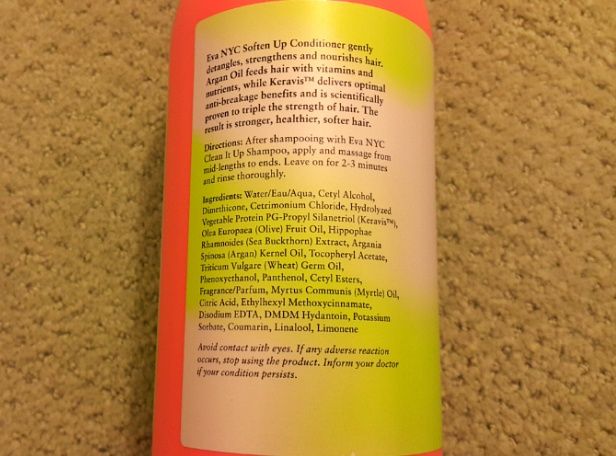 Eva NYC Soften Up Conditioner gently
detangles, strengthens and nourishes hair.
Argan Oil feeds hair with vitamins and
nutrients, while Keravis™ delivers optimal
anti-breakage benefits and is scientifically
proven to triple the strength of hair. The
result is stronger, healthier, softer hair.
Directions: After shampooing with Eva NYC
Clean It Up Shampoo, apply and massage from
mid-lengths to ends. Leave on for 2-3 minutes
and rinse thoroughly.
Ingredients: Water/Eau/Aqua, Cetyl Alcohol,
Dimethicone, Cetrimonium Chloride, Hydrolyzed
Vegetable Protein PG-Propyl Silanetriol (Keravis™),
Olea Europaea (Olive) Fruit Oil, Hippophae
Rhamnoides (Sea Buckthorn) Extract, Argania
Spinosa (Argan) Kernel Oil, Tocopheryl Acetate,
Triticum Vulgare (Wheat) Germ Oil,
Phenoxyethanol, Panthenol, Cetyl Esters,
Fragrance/Parfum, Myrtus Communis (Myrtle) Oil,
Citric Acid, Ethylhexyl Methoxycinnamate,
Disodium EDTA, DMDM Hydantoin, Potassium
Sorbate, Coumarin, Linalool, Limonene
Avoid contact with eyes. If any adverse reaction
occurs, stop using the product. Inform your doctor
if your condition persists.